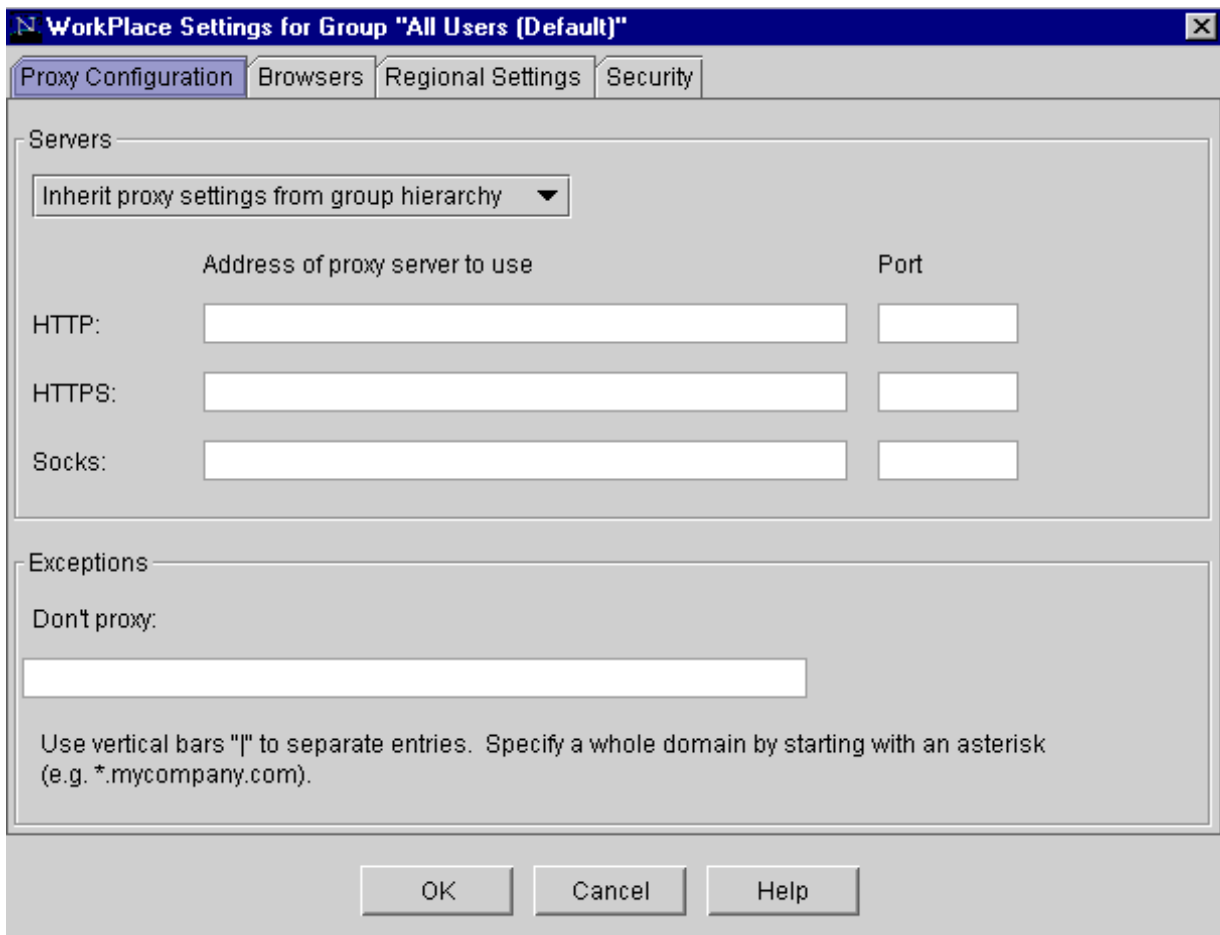 WorkPlace Settings for Group "All Users (Default)"
Proxy Configuration Browsers Regional Settings Security
Servers
Inherit proxy settings from group hierarchy
Address of proxy server to use Port
HTTP:
HTTPS:
Socks:
Exceptions
Don't proxy:
Use vertical bars "|" to separate entries. Specify a whole domain by starting with an asterisk
(e.g. *.mycompany.com).
OK Cancel Help